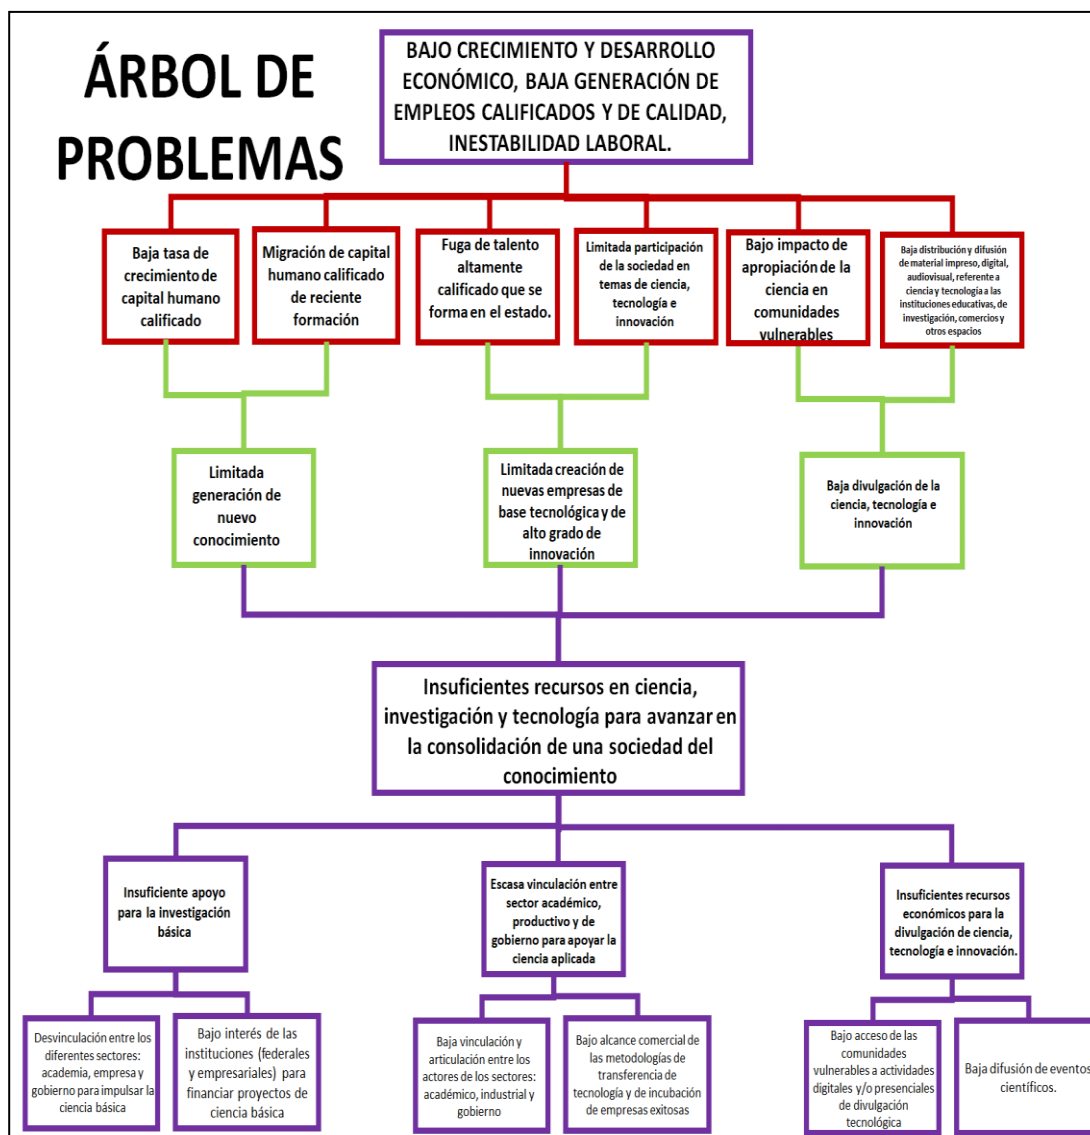 ÁRBOL DE
PROBLEMAS
BAJO CRECIMIENTO Y DESARROLLO
ECONÓMICO, BAJA GENERACIÓN DE
EMPLEOS CALIFICADOS Y DE CALIDAD,
INESTABILIDAD LABORAL.
Baja tasa de
crecimiento de
capital humano
calificado
Migración de capital
humano calificado
de reciente
formación
Fuga de talento
altamente
calificado que se
forma en el estado.
Limitada participación
de la sociedad en
temas de ciencia,
tecnología e
innovación
Bajo impacto de
apropiación de la
ciencia en
comunidades
vulnerables
Baja distribución y difusión
de material impreso, digital,
audiovisual, referente a
ciencia y tecnología a las
instituciones educativas, de
investigación, comercios y
otros espacios
Limitada
generación de
nuevo
conocimiento
Limitada creación de
nuevas empresas de
base tecnológica y de
alto grado de
innovación
Baja divulgación de la
ciencia, tecnología e
innovación
Insuficientes recursos en ciencia,
investigación y tecnología para avanzar en
la consolidación de una sociedad del
conocimiento
Insuficiente apoyo
para la investigación
básica
Escasa vinculación entre
sector académico,
productivo y de
gobierno para apoyar la
ciencia aplicada
Insuficientes recursos
económicos para la
divulgación de ciencia,
tecnología e innovación.
Desvinculación entre los
diferentes sectores:
academia, empresa y
gobierno para impulsar la
ciencia básica
Bajo interés de las
instituciones (federales
y empresariales) para
financiar proyectos de
ciencia básica
Baja vinculación y
articulación entre los
actores de los sectores:
académico, industrial y
gobierno
Bajo alcance comercial de
las metodologías de
transferencia de
tecnología y de incubación
de empresas exitosas
Bajo acceso de las
comunidades
vulnerables a actividades
digitales y/o presenciales
de divulgación
tecnológica
Baja difusión de eventos
científicos.